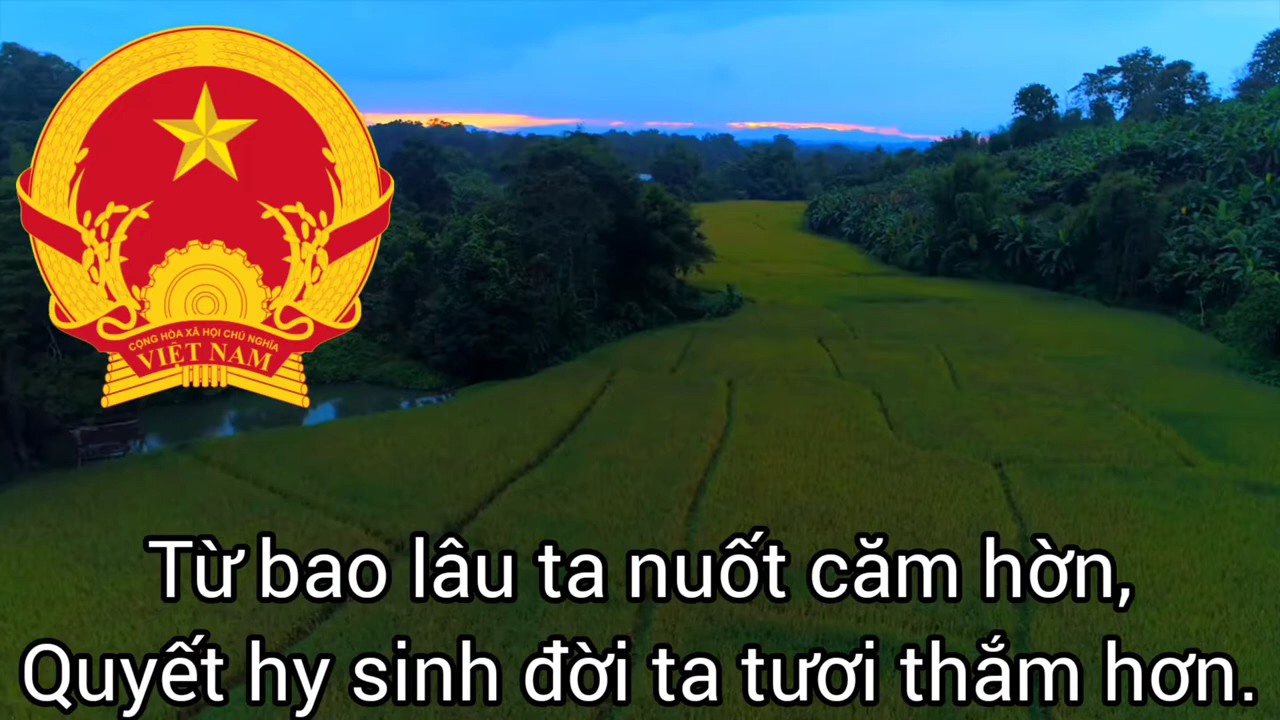 CỘNG HÒA XÃ HỘI CHỦ NGHĨA
VIỆT NAM
Từ bao lâu ta nuốt căm hờn,
Quyết hy sinh đời ta tươi thắm hơn.